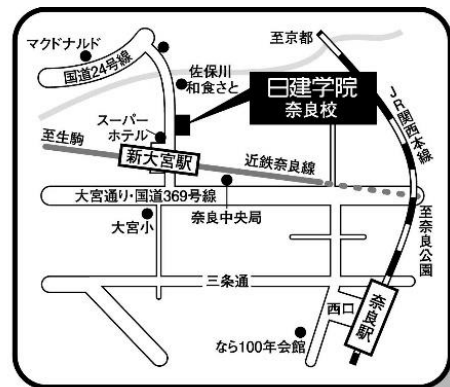 マクドナルド
国道24号線
至京都
佐保川
和食さと
日建学院
奈良校
JR関西本線
スーパー
ホテル
至生駒
新大宮駅
近鉄奈良線
大宮通り・国道369号線
至奈良公園
大宮小
奈良中央局
三条通
西口
奈良駅
なら100年会館